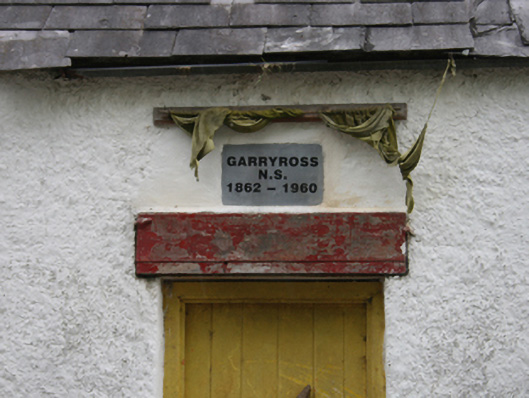 GARRYROSS
N.S.
1862 – 1960